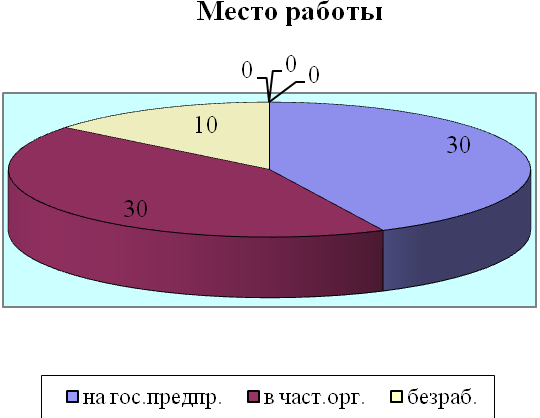 Место работы
0
0
0
10
30
30
на гос.предпр.
в част.орг.
безраб.